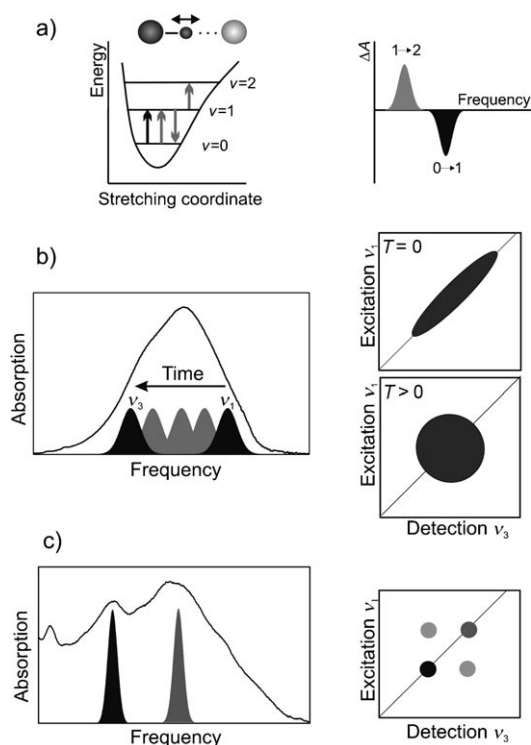 a)
Energy
v=2
v=1
v=0
Stretching coordinate
ΔA
1→2
Frequency
0→1
b)
Absorption
Time
ν3
ν1
Frequency
Excitation ν1
T = 0
Excitation ν1
T > 0
Detection ν3
c)
Absorption
Frequency
Excitation ν1
Detection ν3